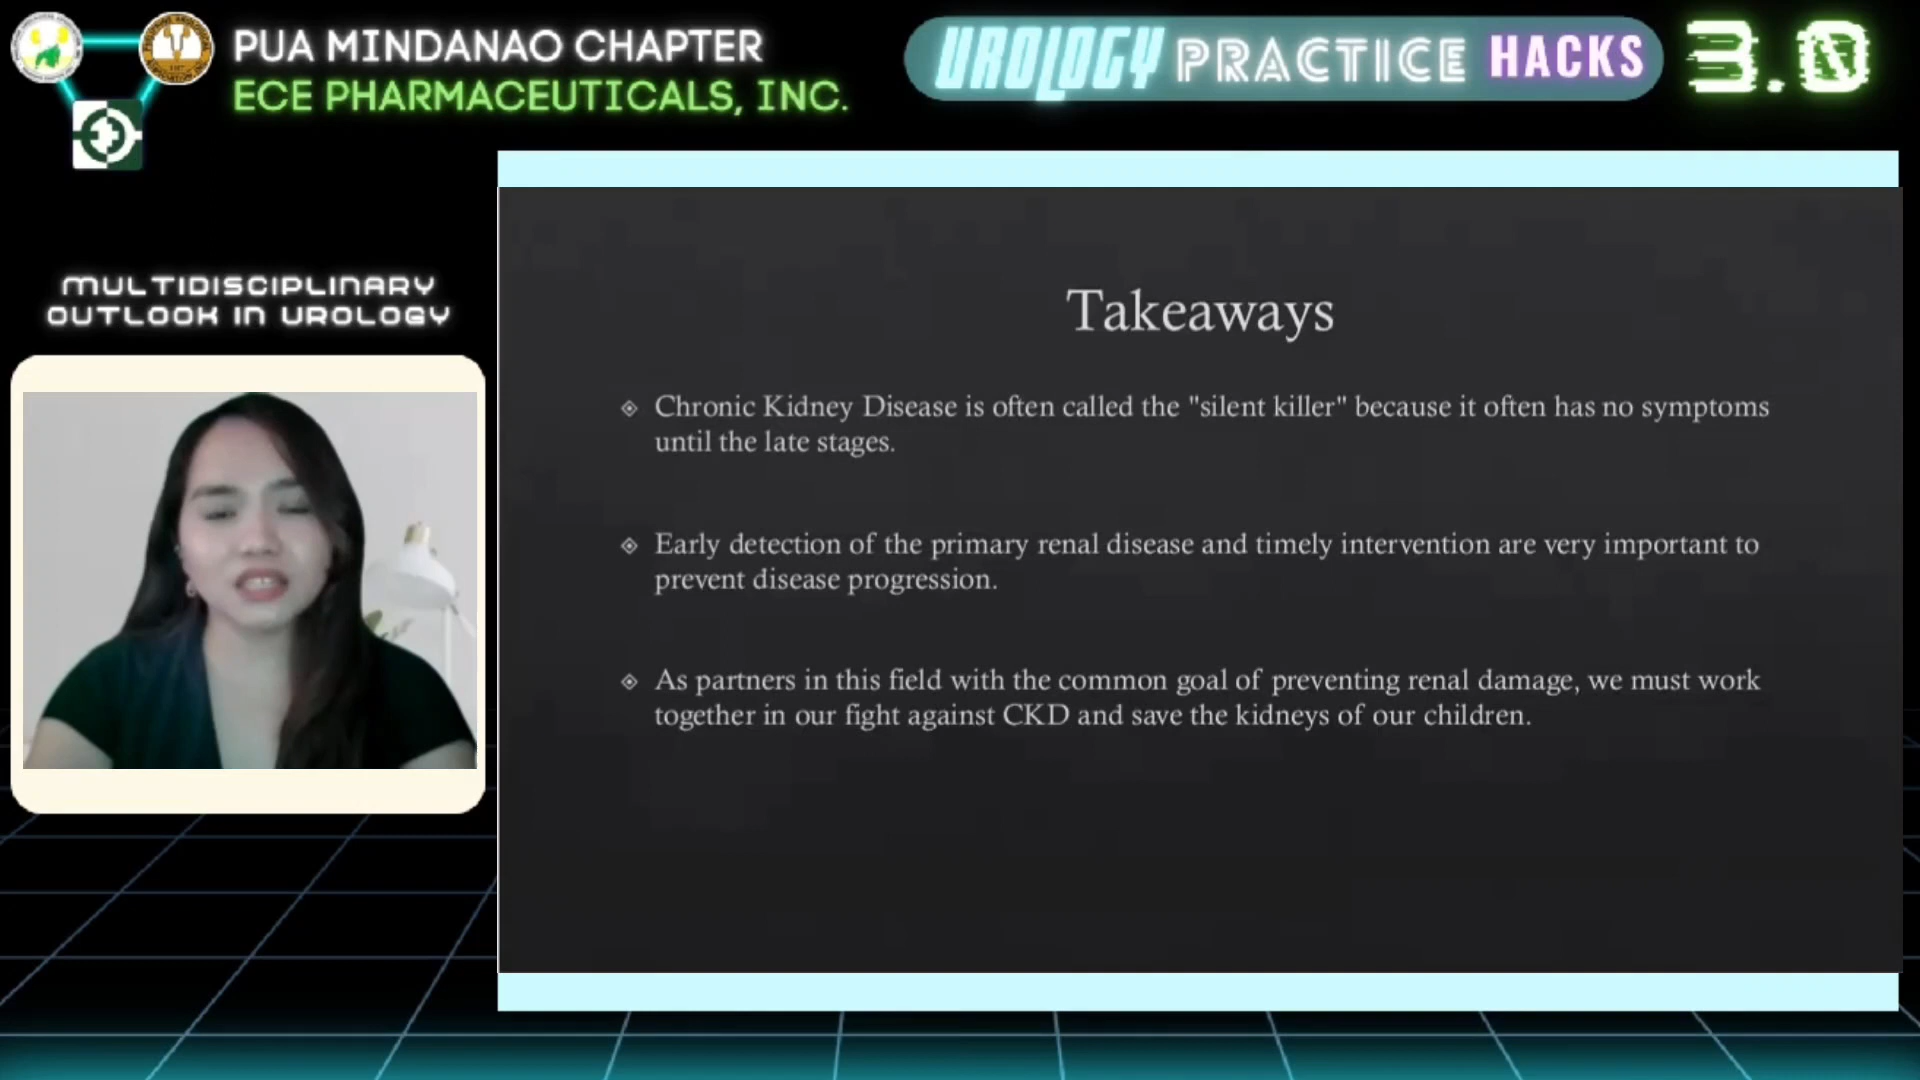 PUA MINDANAO CHAPTER
ECE PHARMACEUTICALS, INC.
UROLOGY PRACTICE HACKS 3.0
MULTIDISCIPLINARY
OUTLOOK IN UROLOGY
Takeaways
Chronic Kidney Disease is often called the "silent killer" because it often has no symptoms
until the late stages.
Early detection of the primary renal disease and timely intervention are very important to
prevent disease progression.
As partners in this field with the common goal of preventing renal damage, we must work
together in our fight against CKD and save the kidneys of our children.